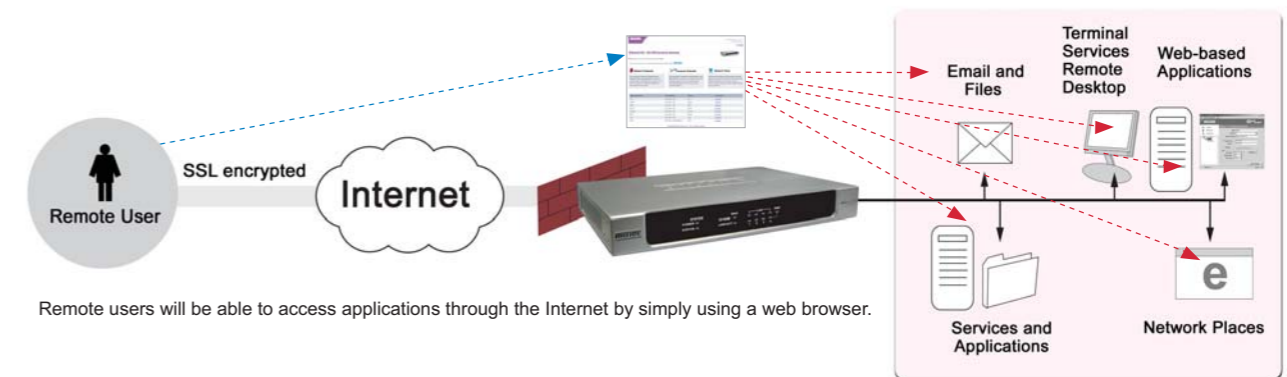 Terminal
Services
Remote
Desktop
Web-based
Applications
Email and
Files
SSL encrypted
Internet
Remote User
e
Remote users will be able to access applications through the Internet by simply using a web browser.
Services and
Applications
Network Places